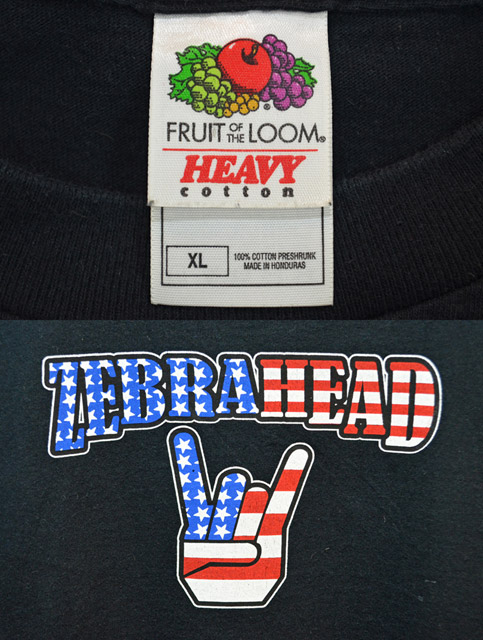 FRUIT OF THE LOOM®
HEAVY
cotton
XL
100% COTTON PRESHRUNK
MADE IN HONDURAS
ZEBRAHEAD